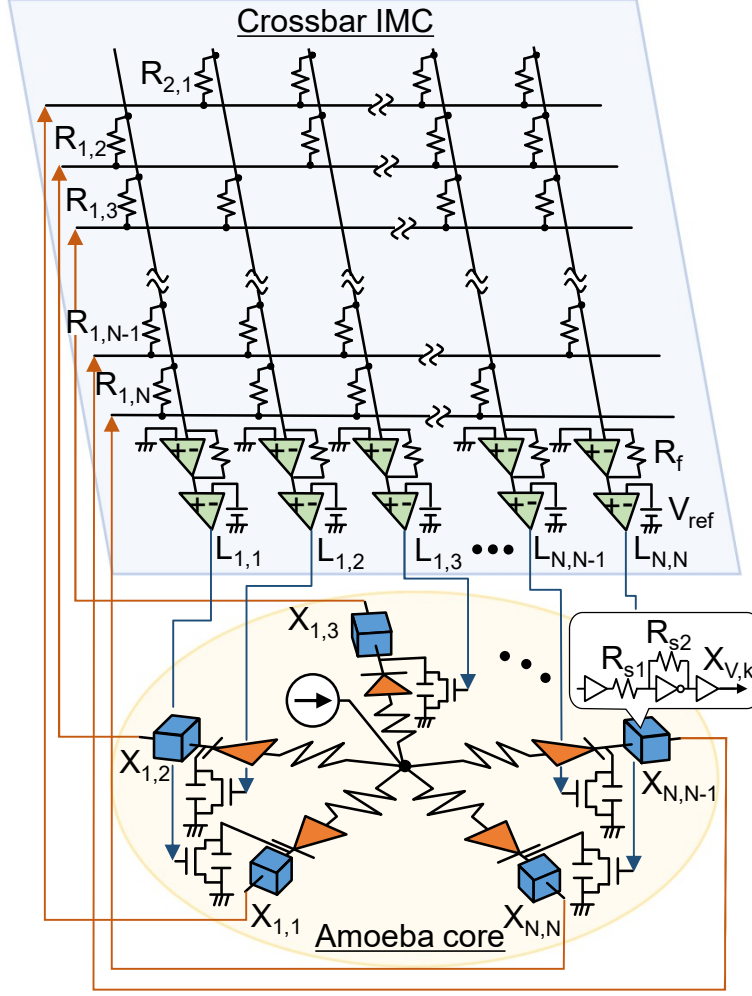 Crossbar IMC
R2,1
R1,2
R1,3
R1,N-1
R1,N
+ -
+ -
+ -
+ -
+ -
Rf
+ -
+ -
+ -
+ -
+ -
Vref
L1,1
L1,2
L1,3
•••
LN,N-1
LN,N
X1,3
Rs2
Rs1
XV,k
X1,2
XN,N-1
X1,1
XN,N
Amoeba core